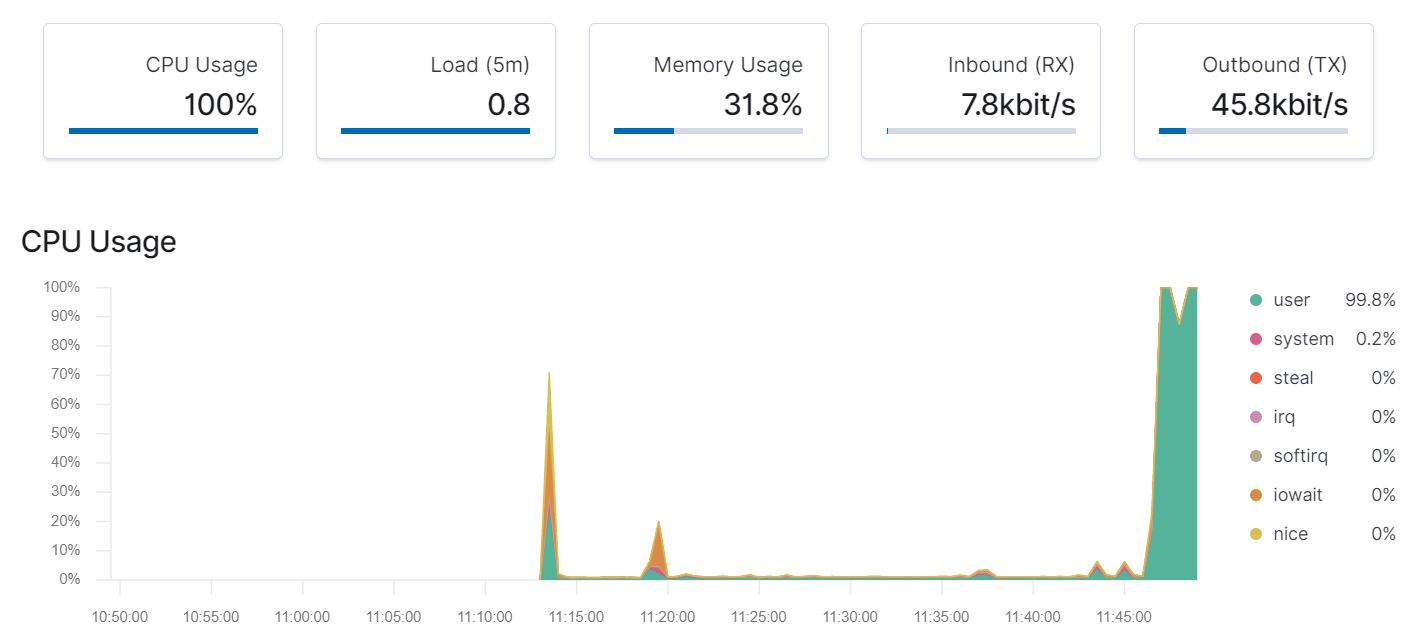 CPU Usage
100%
Load (5m)
0.8
Memory Usage
31.8%
Inbound (RX)
7.8kbit/s
Outbound (TX)
45.8kbit/s
CPU Usage
100%
90%
80%
70%
60%
50%
40%
30%
20%
10%
0%
10:50:00 10:55:00 11:00:00 11:05:00 11:10:00 11:15:00 11:20:00 11:25:00 11:30:00 11:35:00 11:40:00 11:45:00
user 99.8%
system 0.2%
steal 0%
irq 0%
softirq 0%
iowait 0%
nice 0%